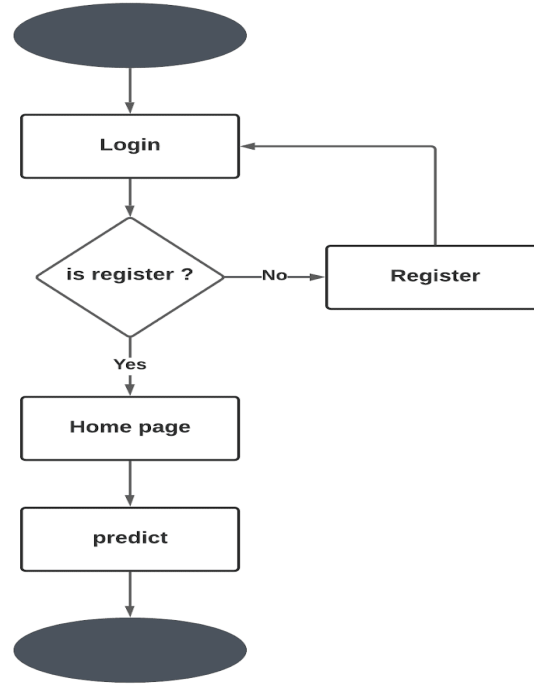 Login
is register ?
No
Register
Yes
Home page
predict